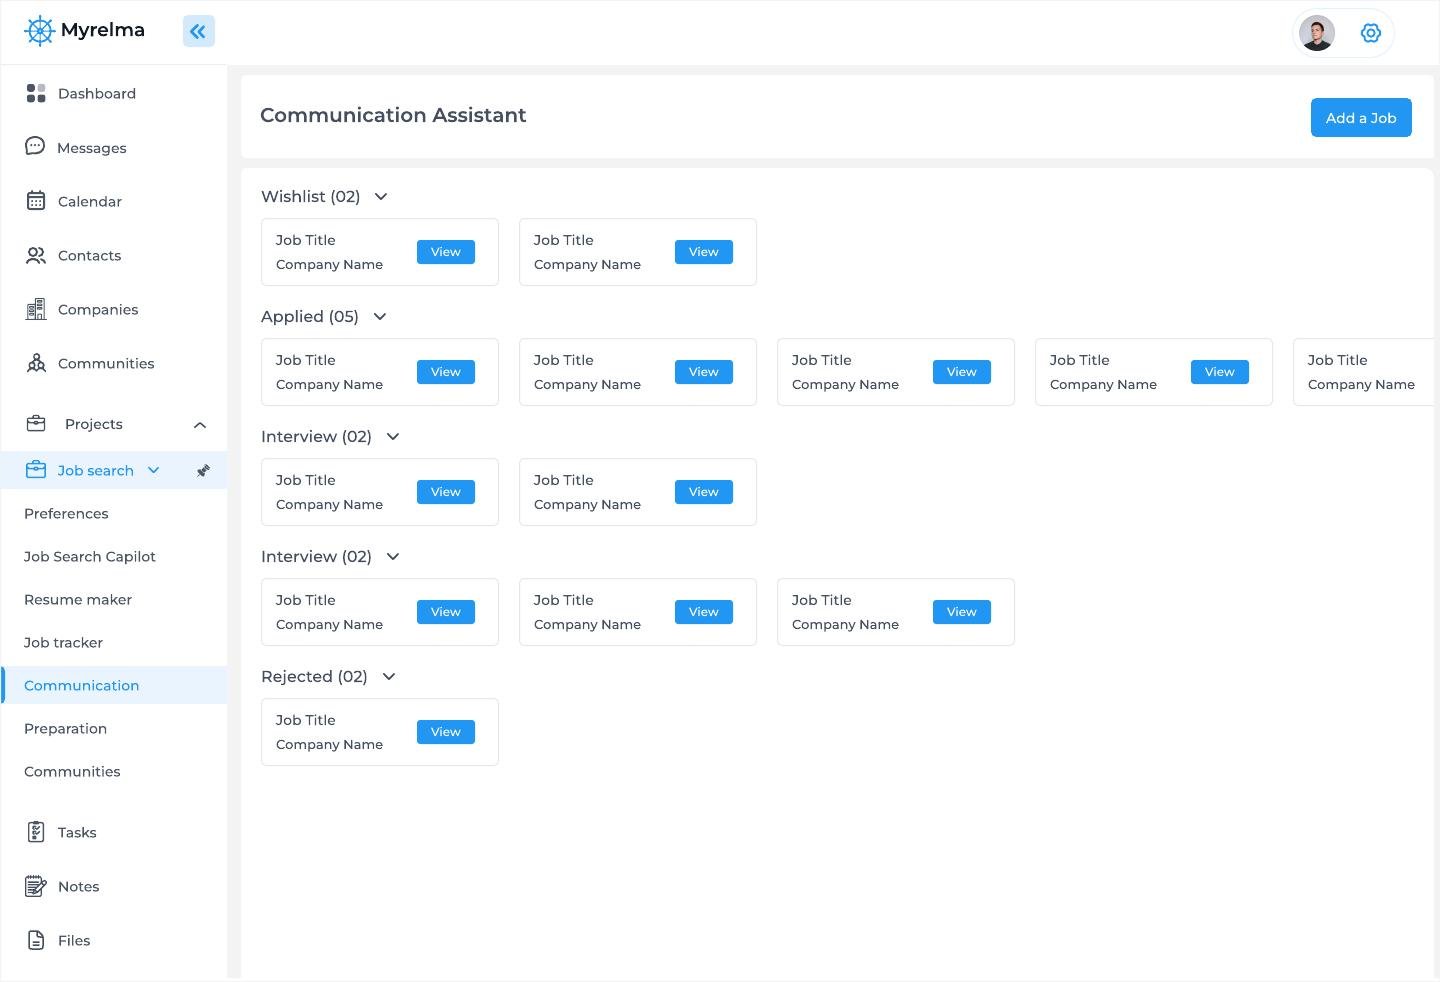 Myrelma
Dashboard
Messages
Calendar
Contacts
Companies
Communities
Projects
Job search
Preferences
Job Search Capilot
Resume maker
Job tracker
Communication
Preparation
Communities
Tasks
Notes
Files
Communication Assistant
Add a Job
Wishlist (02)
Job Title
Company Name
View
Job Title
Company Name
View
Applied (05)
Job Title
Company Name
View
Job Title
Company Name
View
Job Title
Company Name
View
Job Title
Company Name
View
Job Title
Company Name
Interview (02)
Job Title
Company Name
View
Job Title
Company Name
View
Interview (02)
Job Title
Company Name
View
Job Title
Company Name
View
Job Title
Company Name
View
Rejected (02)
Job Title
Company Name
View